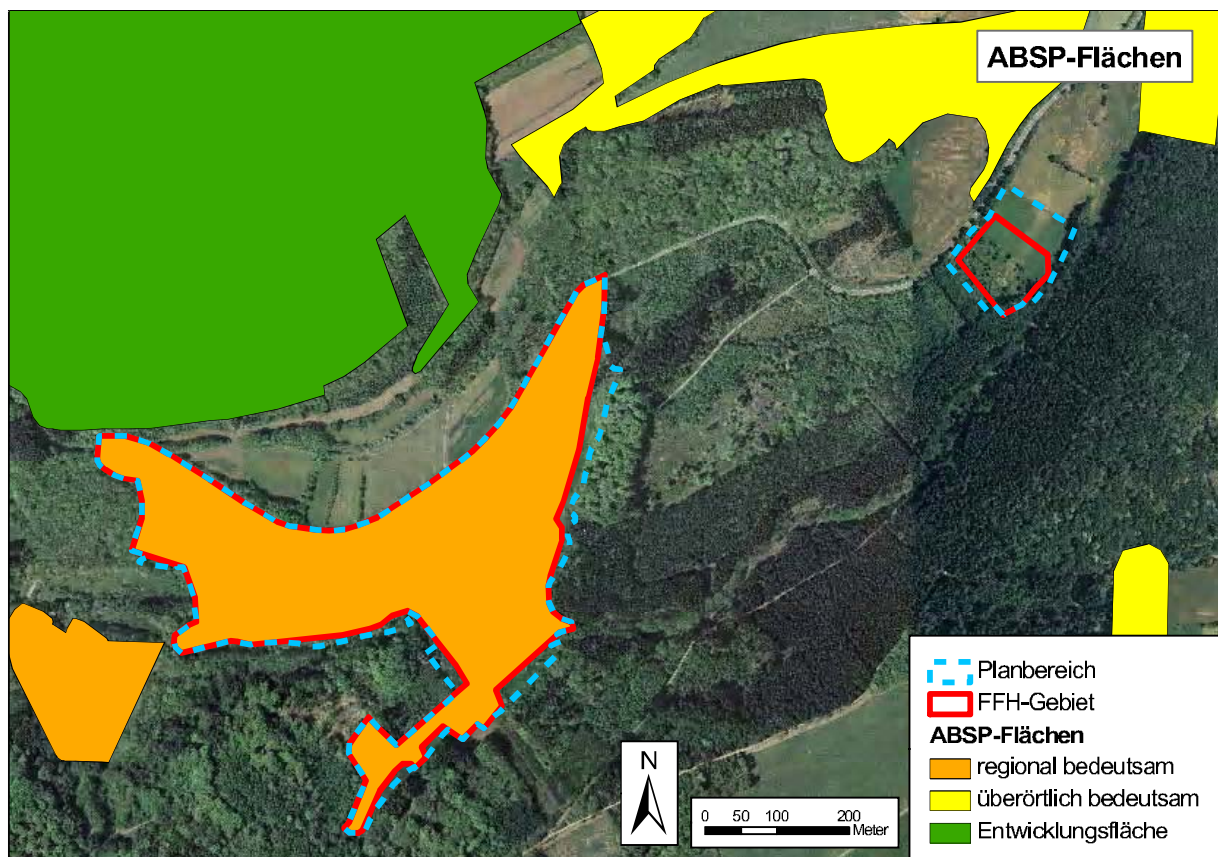 ABSP-Flächen
Planbereich
FFH-Gebiet
ABSP-Flächen
regional bedeutsam
überörtlich bedeutsam
Entwicklungsfläche
N
0 50 100 200
Meter